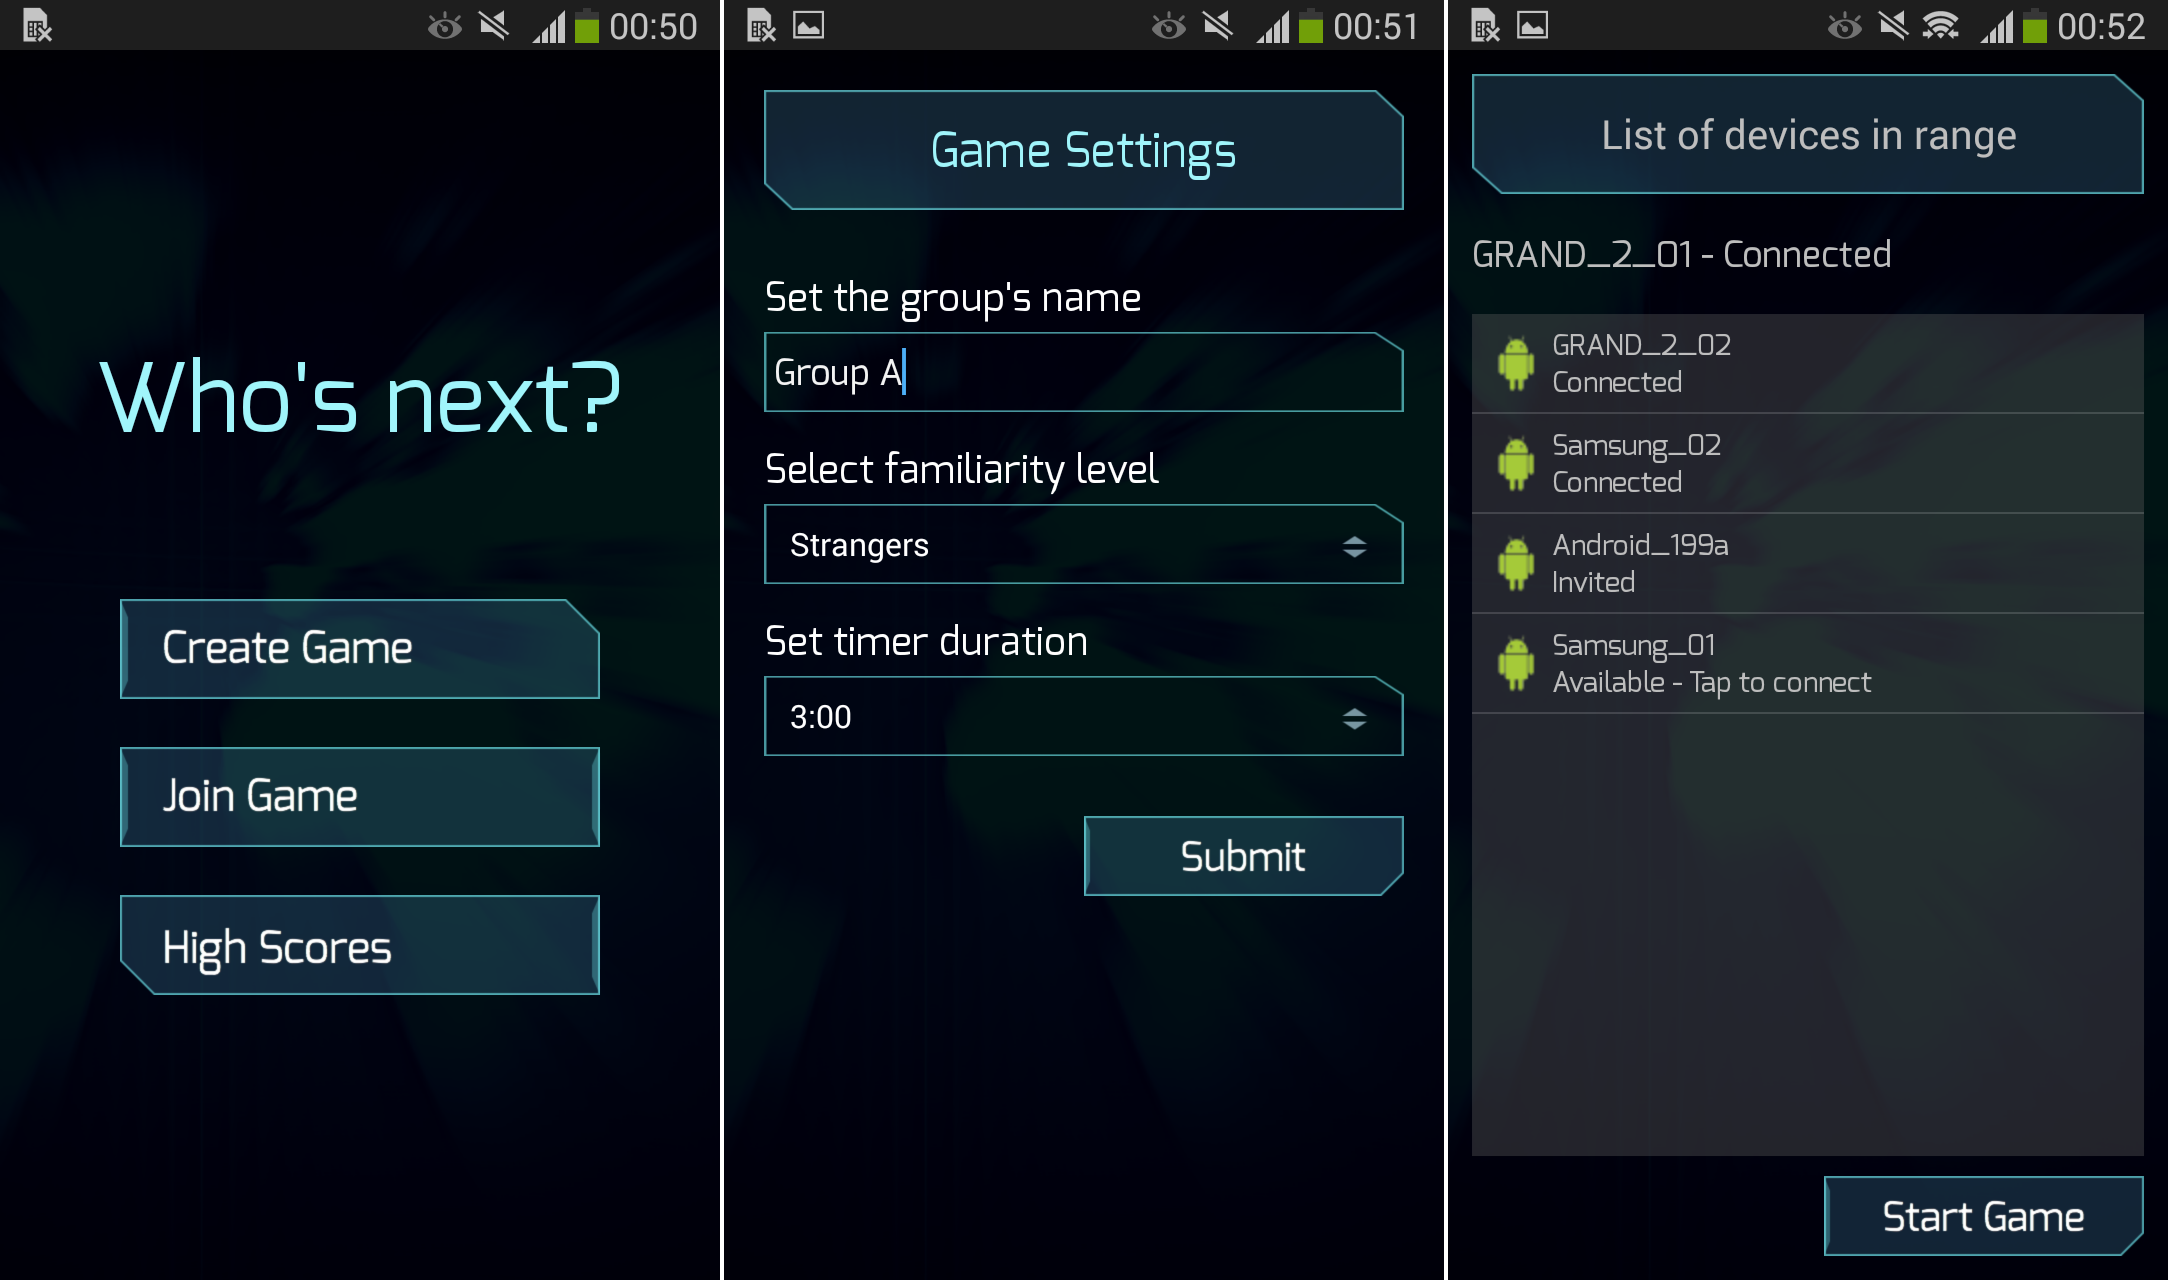 00:50
Who's next?
Create Game
Join Game
High Scores
00:51
Game Settings
Set the group's name
Group A
Select familiarity level
Strangers
Set timer duration
3:00
Submit
00:52
List of devices in range
GRAND_2_01 - Connected
GRAND_2_02
Connected
Samsung_02
Connected
Android_199a
Invited
Samsung_01
Available - Tap to connect
Start Game